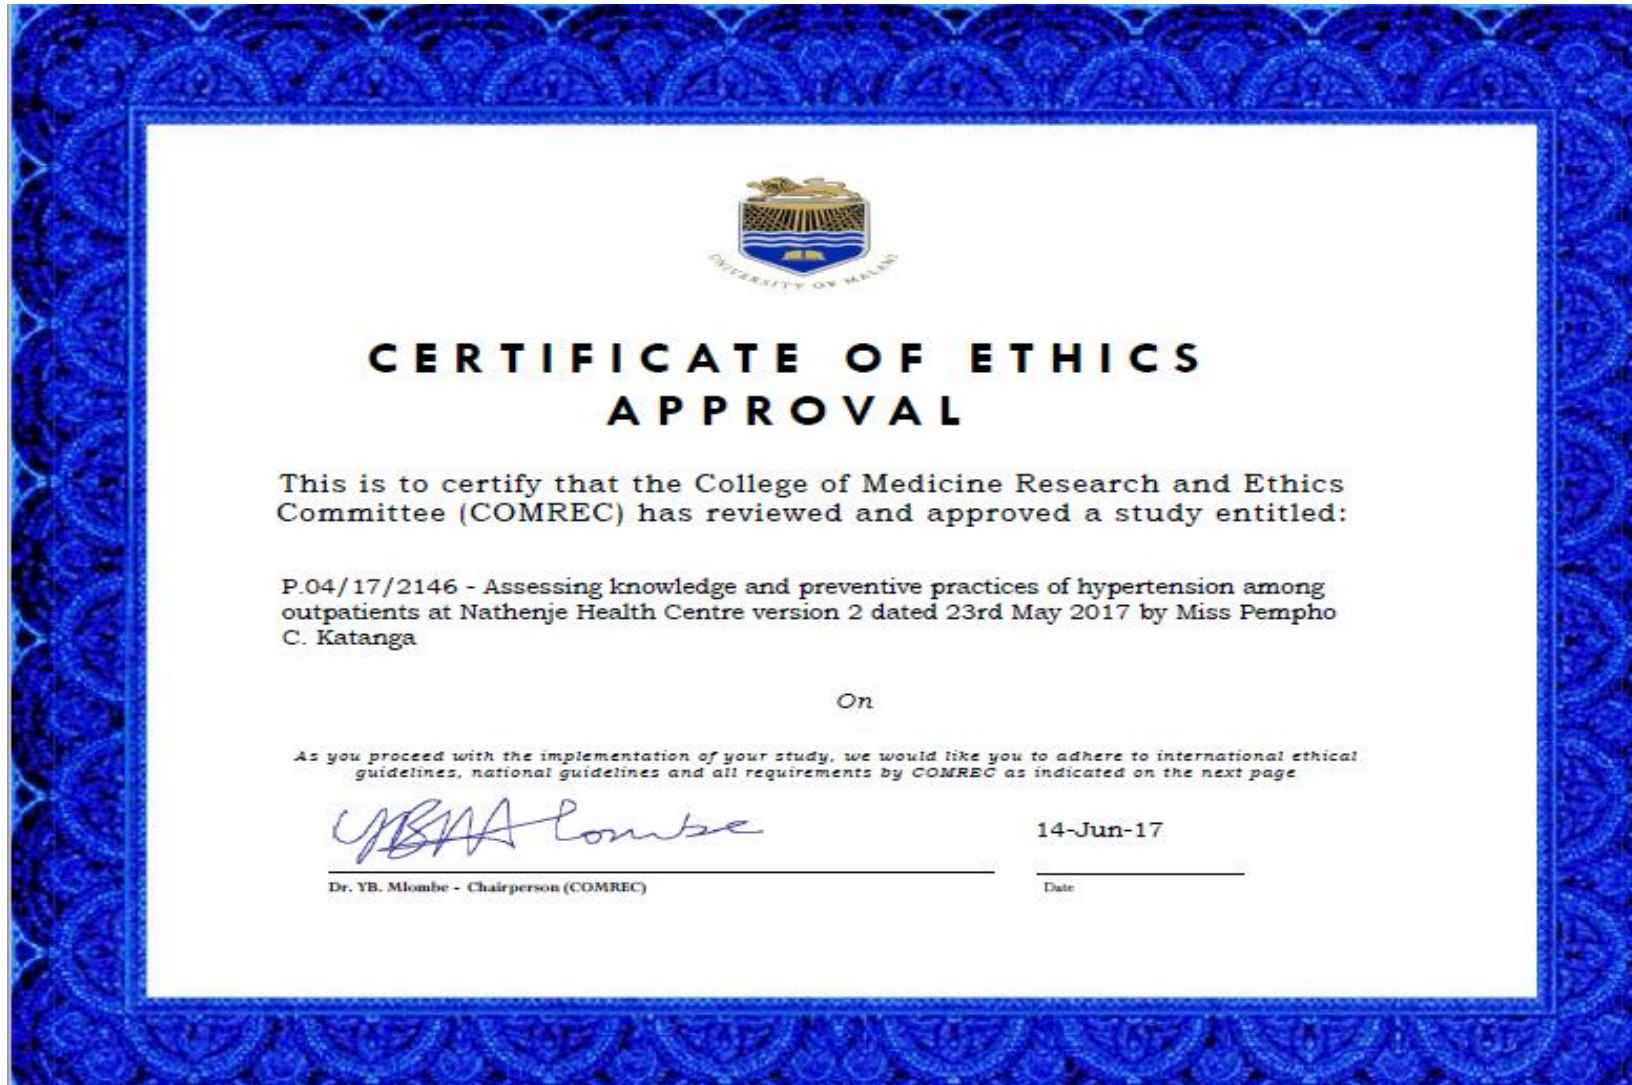 UNIVERSITY OF MALAWI
CERTIFICATE OF ETHICS
APPROVAL
This is to certify that the College of Medicine Research and Ethics
Committee (COMREC) has reviewed and approved a study entitled:
P.04/17/2146 - Assessing knowledge and preventive practices of hypertension among
outpatients at Nathenje Health Centre version 2 dated 23rd May 2017 by Miss Pempho
C. Katanga
On
As you proceed with the implementation of your study, we would like you to adhere to international ethical
guidelines, national guidelines and all requirements by COMREC as indicated on the next page
YBMlombe
14-Jun-17
Dr. YB. Mlombe - Chairperson (COMREC)
Date